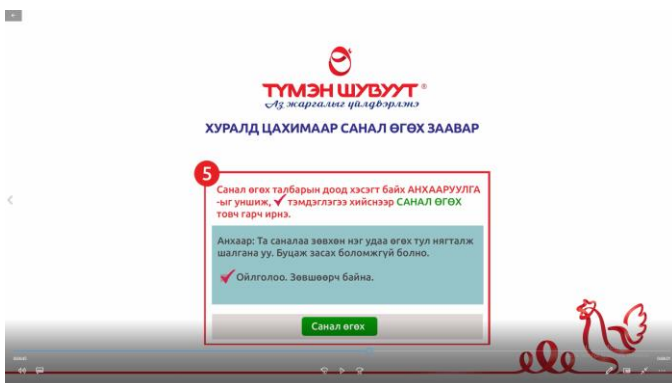 ТҮМЭН ШУВУУТ®
Аз жаргалыг үйлдвэрлэнэ
ХУРАЛД ЦАХИМААР САНАЛ ӨГӨХ ЗААВАР
5
Санал өгөх талбарын доод хэсэгт байх АНХААРУУЛГА
-ыг уншиж, ✓ тэмдэглэгээ хийснээр САНАЛ ӨГӨХ
товч гарч ирнэ.
Анхаар: Та саналаа зөвхөн нэг удаа өгөх тул нягталж
шалгана уу. Буцаж засах боломжгүй болно.
✓ Ойлголоо. Зөвшөөрч байна.
Санал өгөх